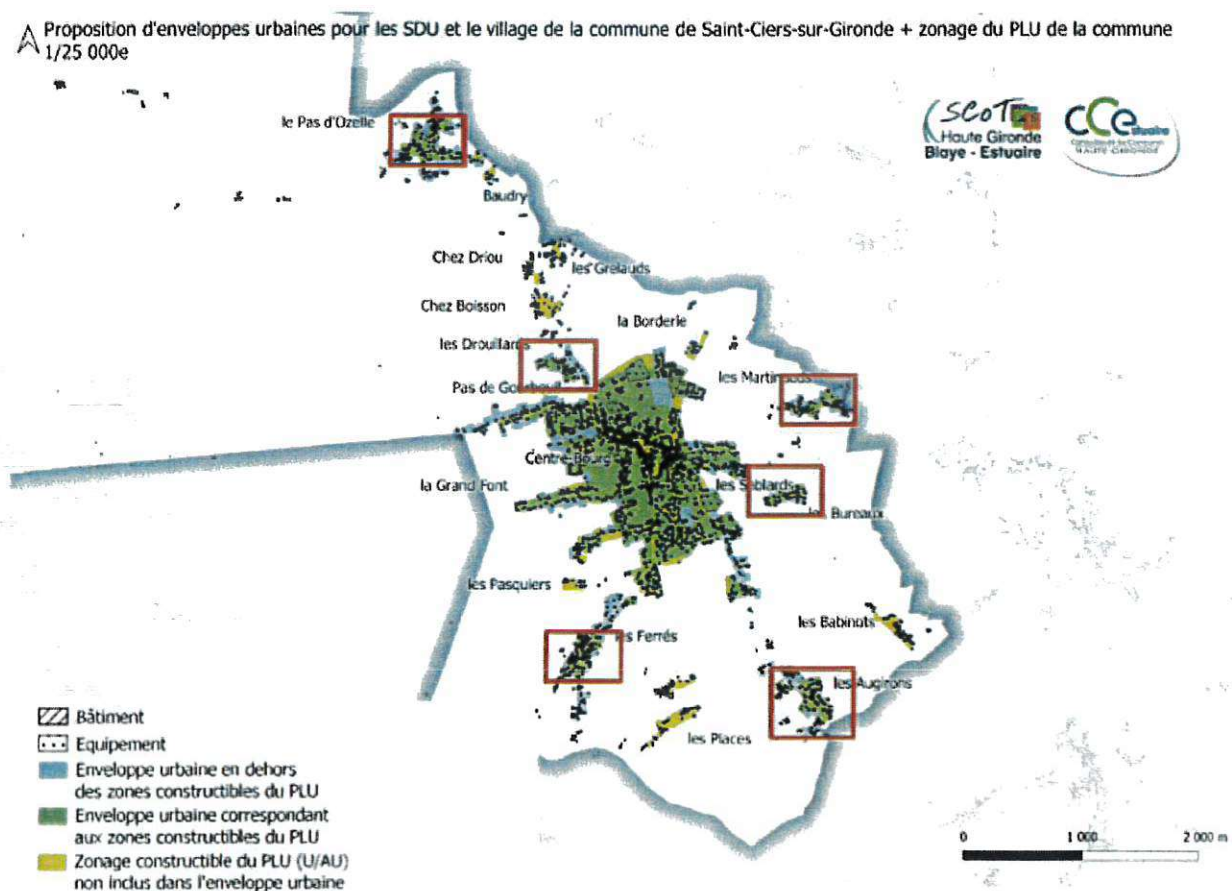 Proposition d'enveloppes urbaines pour les SDU et le village de la commune de Saint-Ciers-sur-Gironde + zonage du PLU de la commune
1/25 000e
SCoT
Haute Gironde
Blaye - Estuaire
CCEstuaire
le Pas d'Ozelle
Baudry
Chez Driou
les Grelauds
Chez Boisson
la Borderie
les Drouillards
les Martinauds
Pas de
Centre-Bourg
la Grand Font
les Sablards
les Bureaux
les Pasquiers
les Babinots
les Ferrés
les Augirons
les Places
Bâtiment
Equipement
Enveloppe urbaine en dehors
des zones constructibles du PLU
Enveloppe urbaine correspondant
aux zones constructibles du PLU
Zonage constructible du PLU (U/AU)
non inclus dans l'enveloppe urbaine
0 1 000 2 000 m